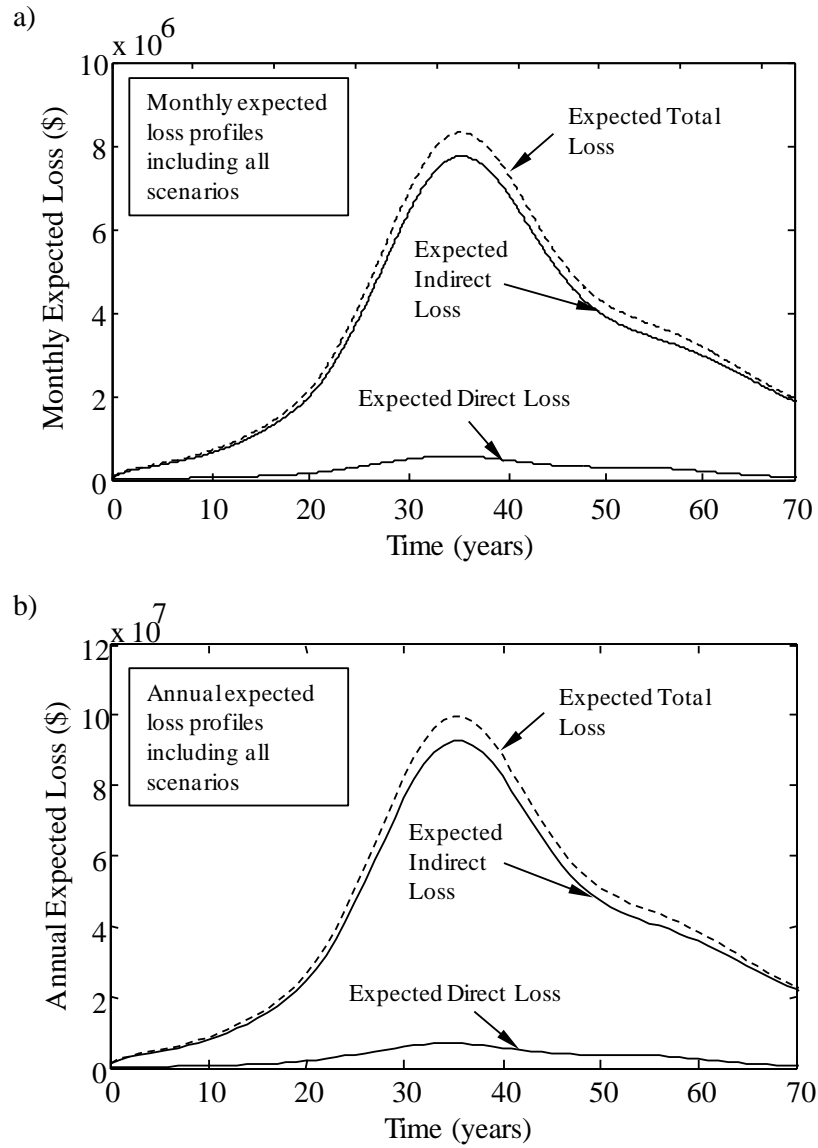 a)
x 10^6
10
8
6
4
2
0
Monthly Expected Loss ($)
Monthly expected
loss profiles
including all
scenarios
Expected Total
Loss
Expected
Indirect
Loss
Expected Direct Loss
0 10 20 30 40 50 60 70
Time (years)
b)
x 10^7
12
10
8
6
4
2
0
Annual Expected Loss ($)
Annual expected
loss profiles
including all
scenarios
Expected Total
Loss
Expected
Indirect
Loss
Expected Direct Loss
0 10 20 30 40 50 60 70
Time (years)